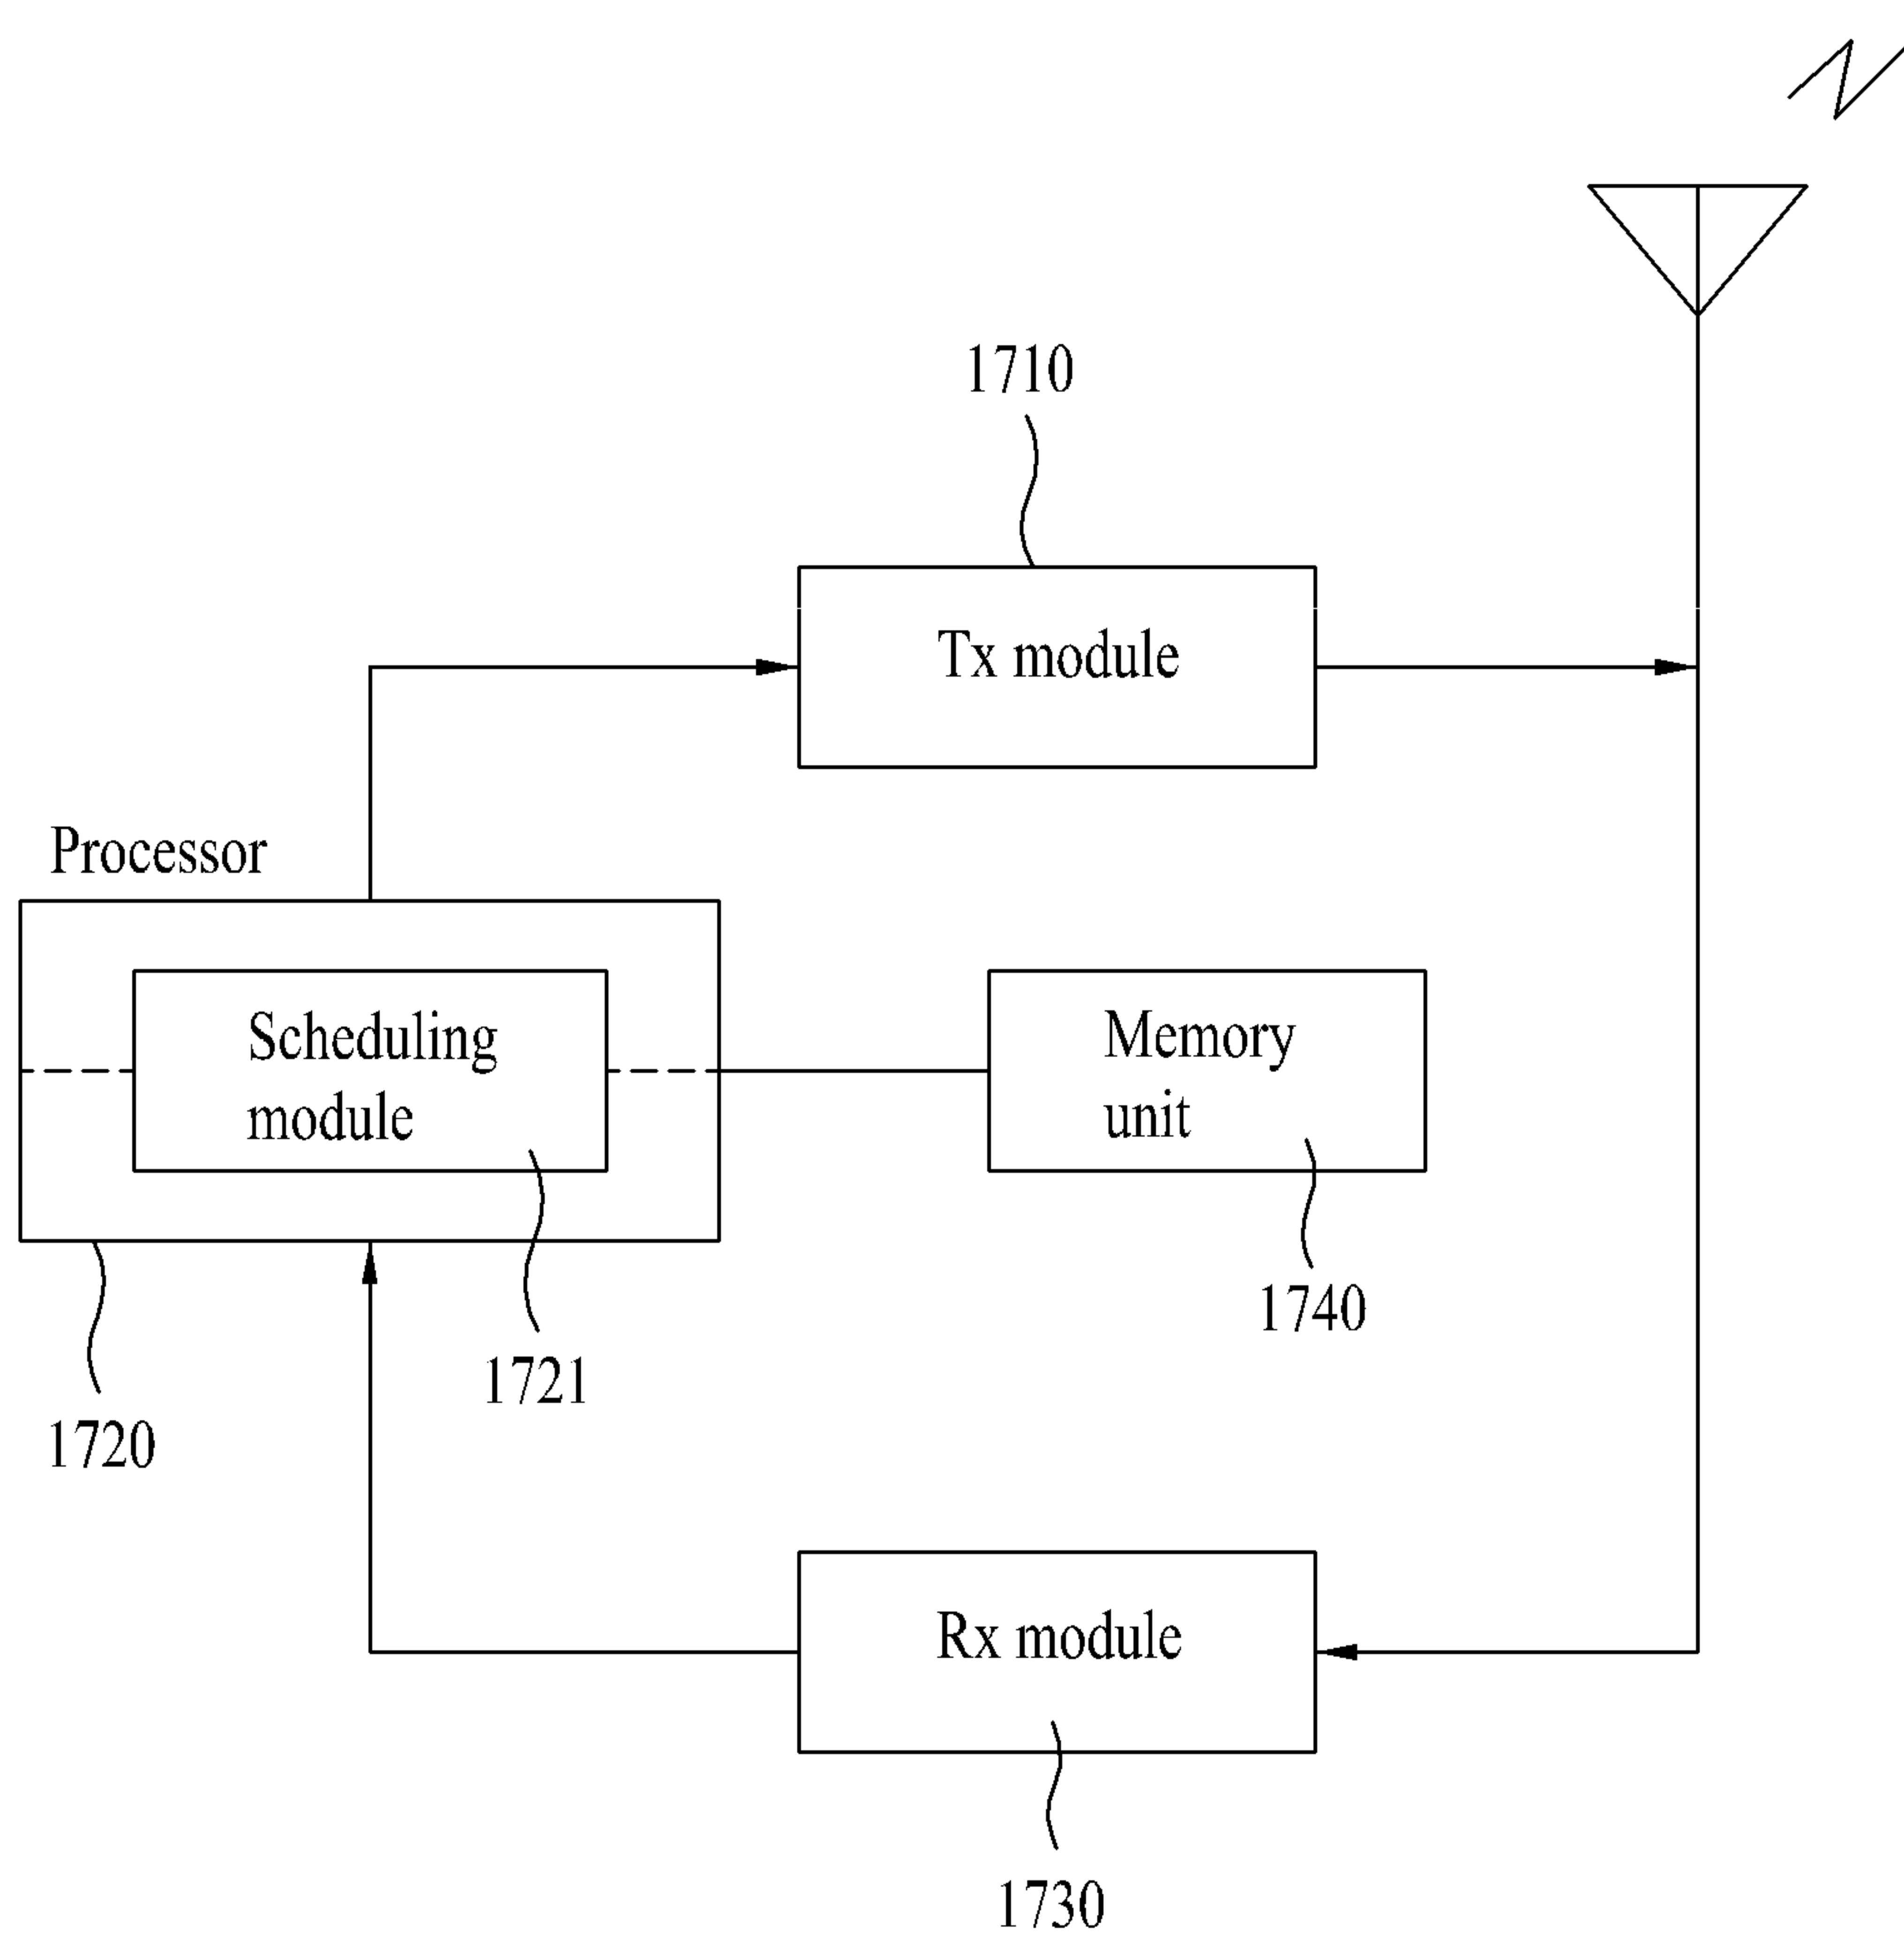 1710
Tx module
Processor
Scheduling
module
Memory
unit
1740
1721
1720
Rx module
1730